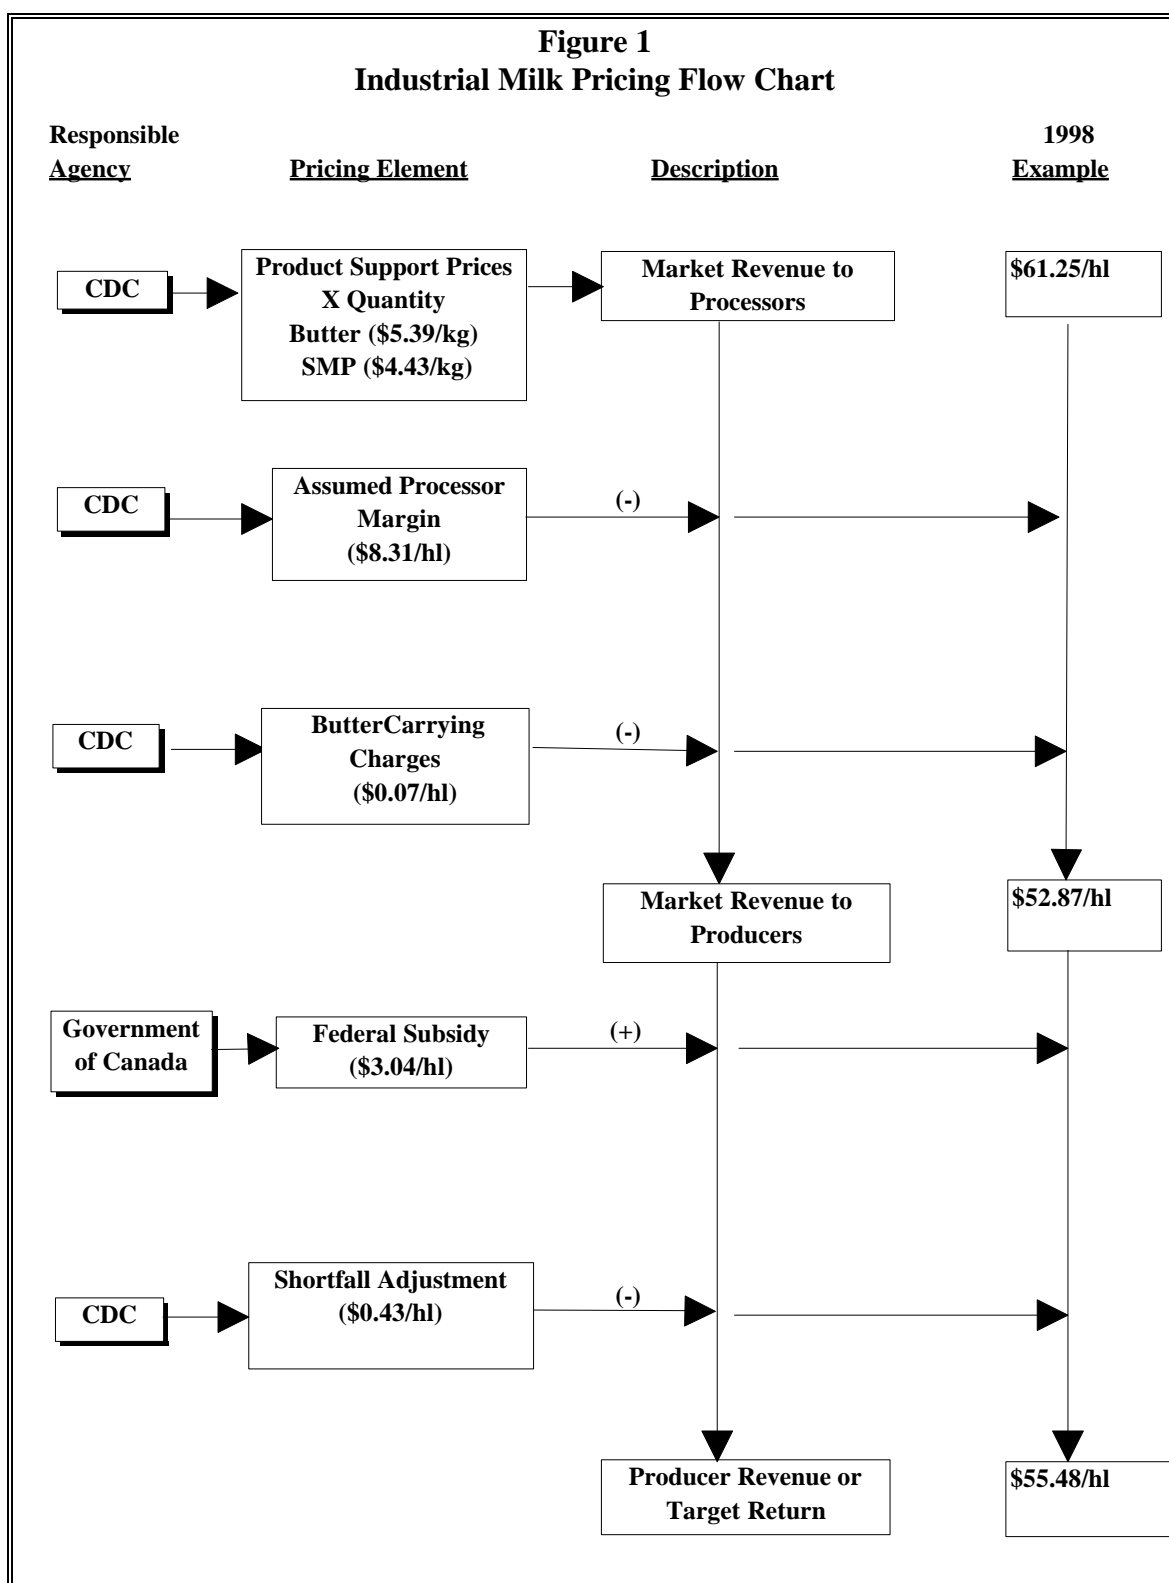 Figure 1
Industrial Milk Pricing Flow Chart
Responsible
Agency
Pricing Element
Description
1998
Example
CDC
Product Support Prices
X Quantity
Butter ($5.39/kg)
SMP ($4.43/kg)
Market Revenue to
Processors
$61.25/hl
CDC
Assumed Processor
Margin
($8.31/hl)
(-)
CDC
ButterCarrying
Charges
($0.07/hl)
(-)
Market Revenue to
Producers
$52.87/hl
Government
of Canada
Federal Subsidy
($3.04/hl)
(+)
CDC
Shortfall Adjustment
($0.43/hl)
(-)
Producer Revenue or
Target Return
$55.48/hl